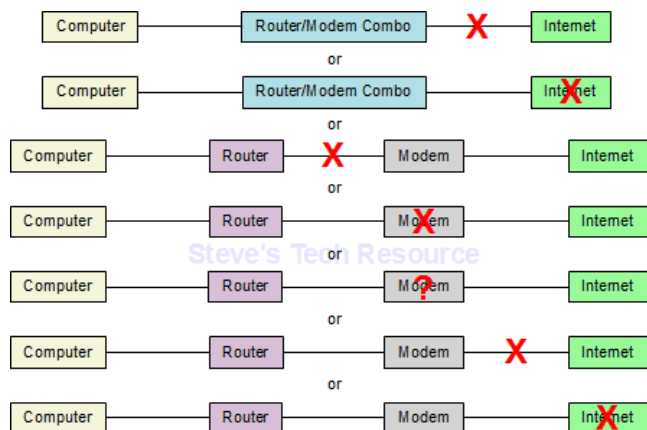 Computer Router/Modem Combo X Internet
or
Computer Router/Modem Combo Internet X
or
Computer Router X Modem Internet
or
Computer Router Modem X Internet
Steve's Tech Resource
or
Computer Router Modem ? Internet
or
Computer Router Modem X Internet
or
Computer Router Modem Internet X